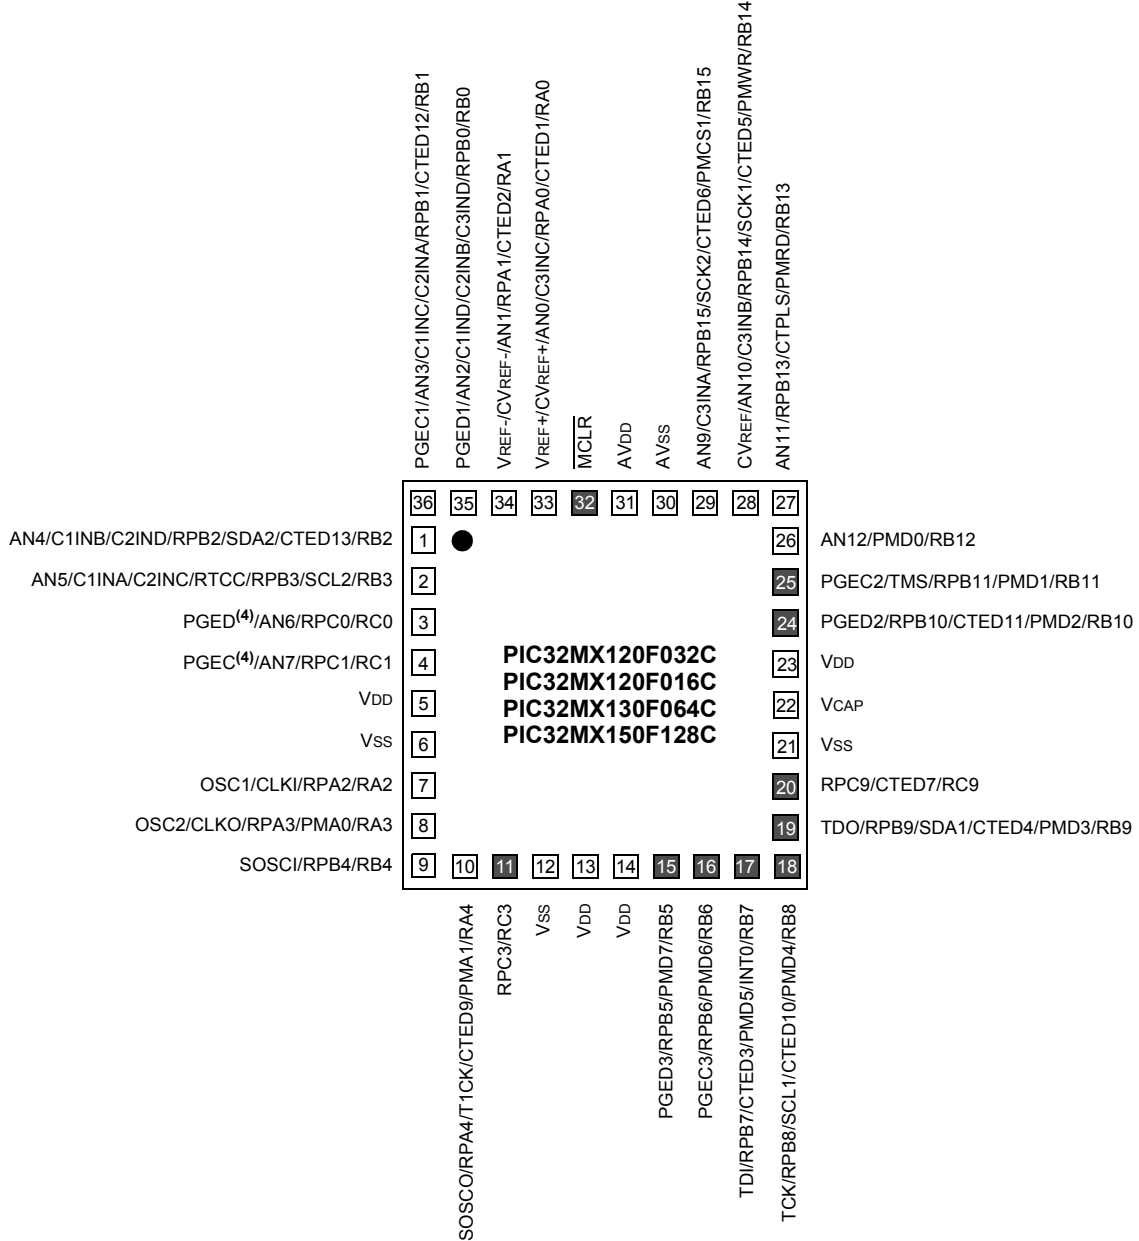 PGEC1/AN3/C1INC/C2INA/RPB1/CTED12/RB1
PGED1/AN2/C1IND/C2INB/C3IND/RPB0/RB0
VREF-/CVREF-/AN1/RPA1/CTED2/RA1
VREF+/CVREF+/AN0/C3INC/RPA0/CTED1/RA0
MCLR
AVDD
AVSS
AN9/C3INA/RPB15/SCK2/CTED6/PMCS1/RB15
CVREF/AN10/C3INB/RPB14/SCK1/CTED5/PMWR/RB14
AN11/RPB13/CTPLS/PMRD/RB13
36 35 34 33 32 31 30 29 28 27
AN4/C1INB/C2IND/RPB2/SDA2/CTED13/RB2 1
26 AN12/PMD0/RB12
AN5/C1INA/C2INC/RTCC/RPB3/SCL2/RB3 2
25 PGEC2/TMS/RPB11/PMD1/RB11
PGED(4)/AN6/RPC0/RC0 3
24 PGED2/RPB10/CTED11/PMD2/RB10
PGEC(4)/AN7/RPC1/RC1 4
23 VDD
PIC32MX120F032C
PIC32MX120F016C
PIC32MX130F064C
PIC32MX150F128C
VDD 5
22 VCAP
VSS 6
21 VSS
OSC1/CLKI/RPA2/RA2 7
20 RPC9/CTED7/RC9
OSC2/CLKO/RPA3/PMA0/RA3 8
19 TDO/RPB9/SDA1/CTED4/PMD3/RB9
SOSCI/RPB4/RB4 9
10 11 12 13 14 15 16 17 18
SOSCO/RPA4/T1CK/CTED9/PMA1/RA4
RPC3/RC3
VSS
VDD
VDD
PGED3/RPB5/PMD7/RB5
PGEC3/RPB6/PMD6/RB6
TDI/RPB7/CTED3/PMD5/INT0/RB7
TCK/RPB8/SCL1/CTED10/PMD4/RB8